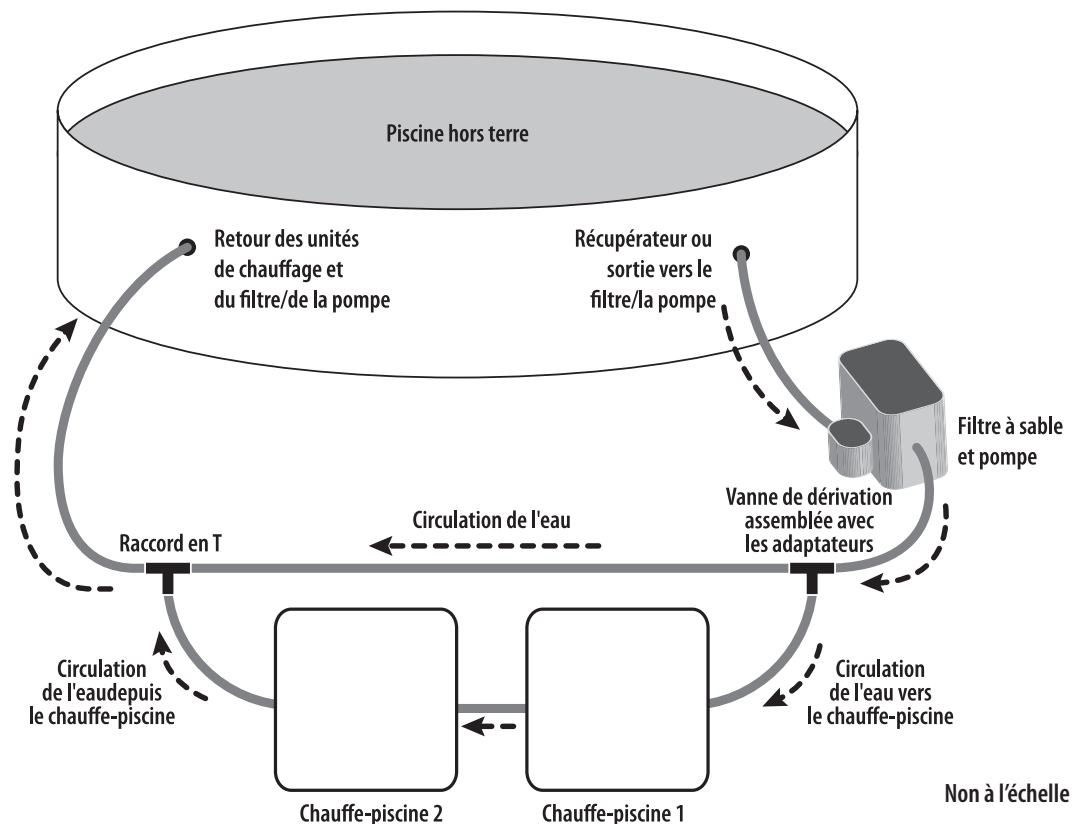 Piscine hors terre
Retour des unités
de chauffage et
du filtre/de la pompe
Récupérateur ou
sortie vers le
filtre/la pompe
Filtre à sable
et pompe
Vanne de dérivation
assemblée avec
les adaptateurs
Circulation de l'eau
Raccord en T
Circulation
de l'eaudepuis
le chauffe-piscine
Circulation
de l'eau vers
le chauffe-piscine
Chauffe-piscine 2
Chauffe-piscine 1
Non à l’échelle